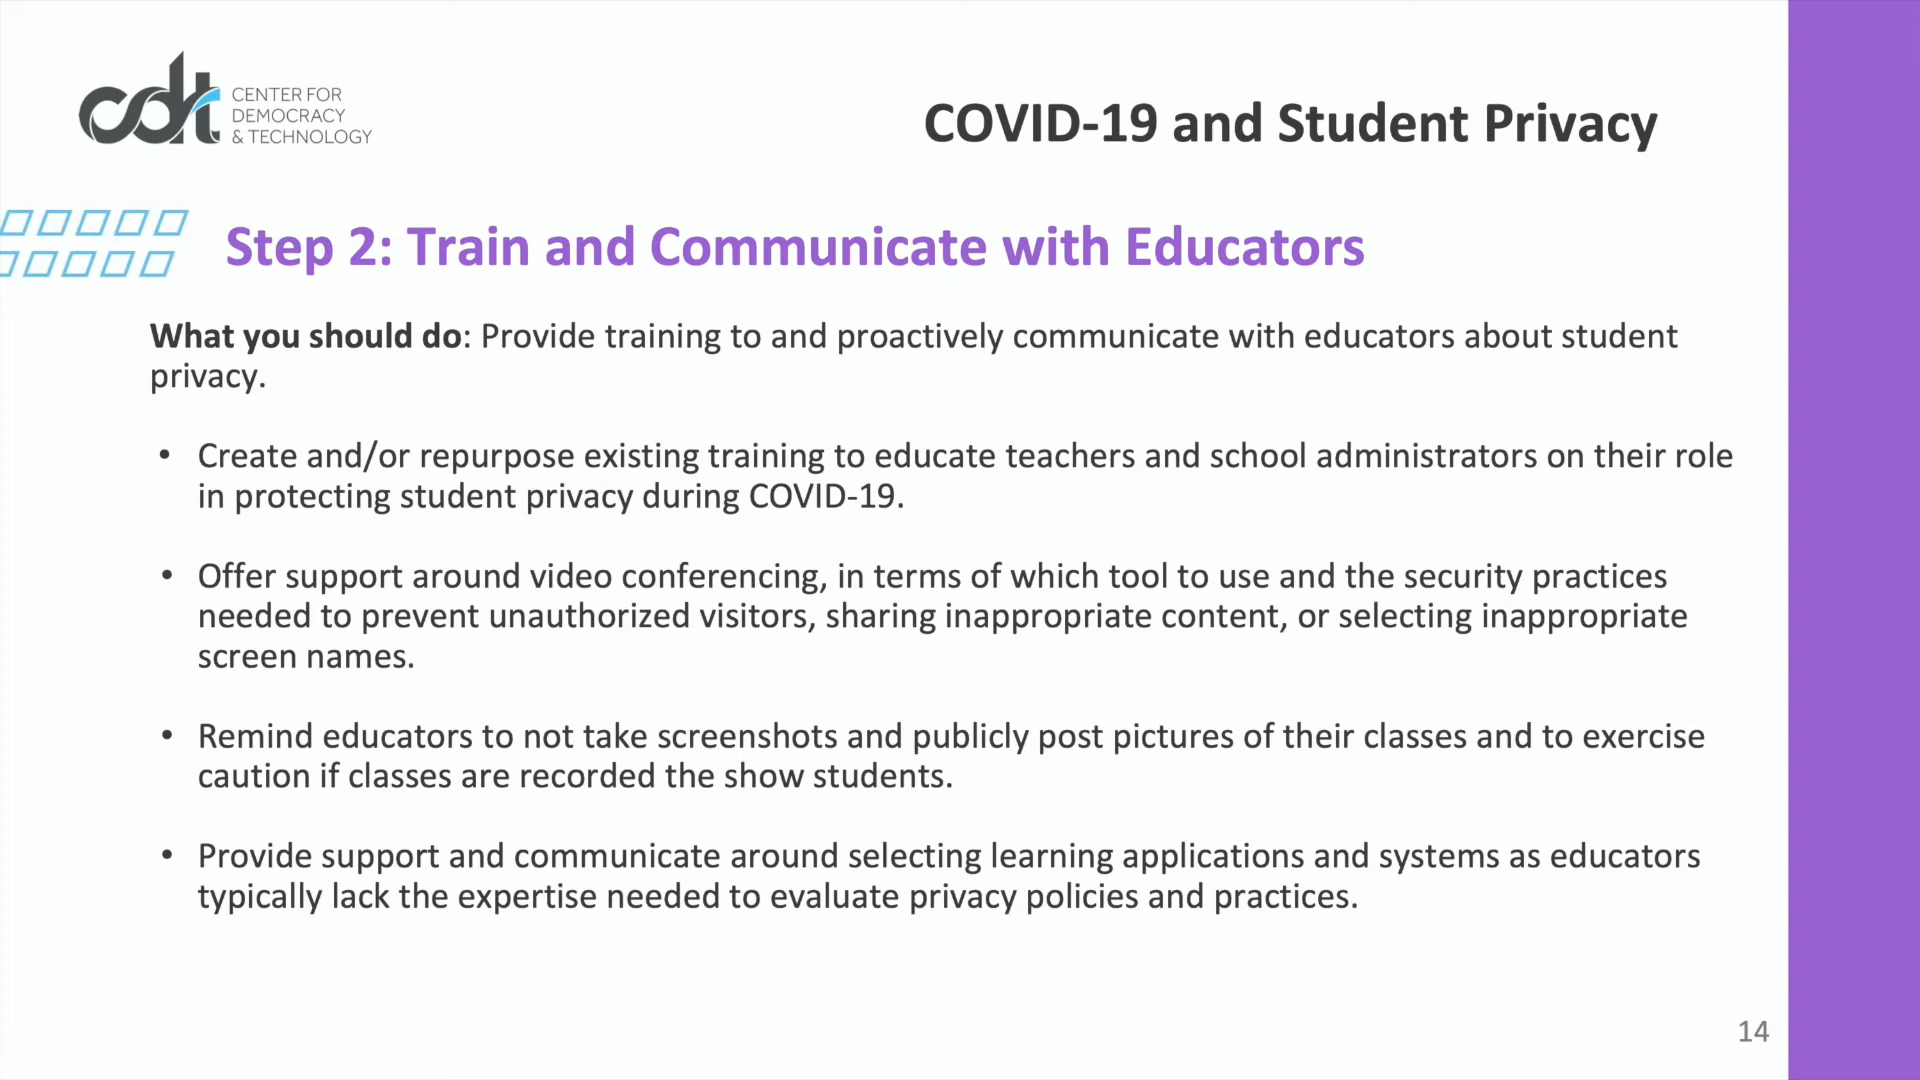 cdt CENTER FOR
DEMOCRACY
& TECHNOLOGY
COVID-19 and Student Privacy
Step 2: Train and Communicate with Educators
What you should do: Provide training to and proactively communicate with educators about student
privacy.
• Create and/or repurpose existing training to educate teachers and school administrators on their role
in protecting student privacy during COVID-19.
• Offer support around video conferencing, in terms of which tool to use and the security practices
needed to prevent unauthorized visitors, sharing inappropriate content, or selecting inappropriate
screen names.
• Remind educators to not take screenshots and publicly post pictures of their classes and to exercise
caution if classes are recorded the show students.
• Provide support and communicate around selecting learning applications and systems as educators
typically lack the expertise needed to evaluate privacy policies and practices.
14